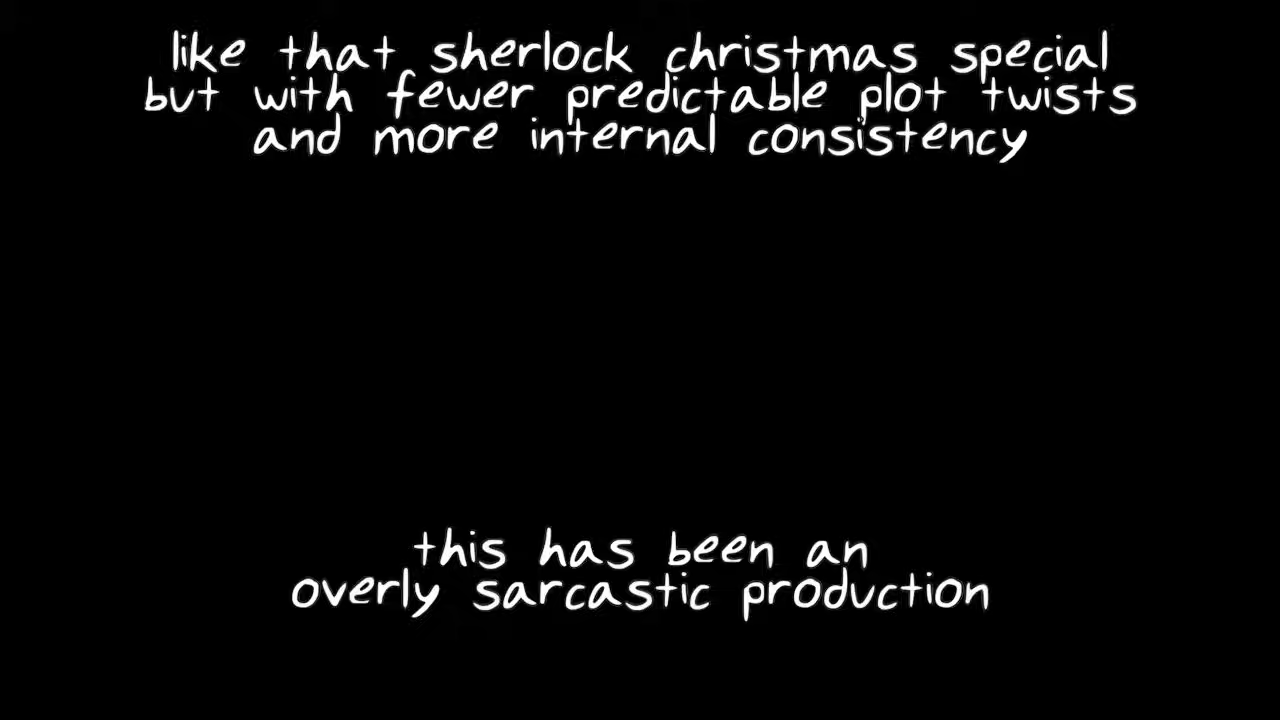 like that sherlock christmas special
but with fewer predictable plot twists
and more internal consistency
this has been an
overly sarcastic production